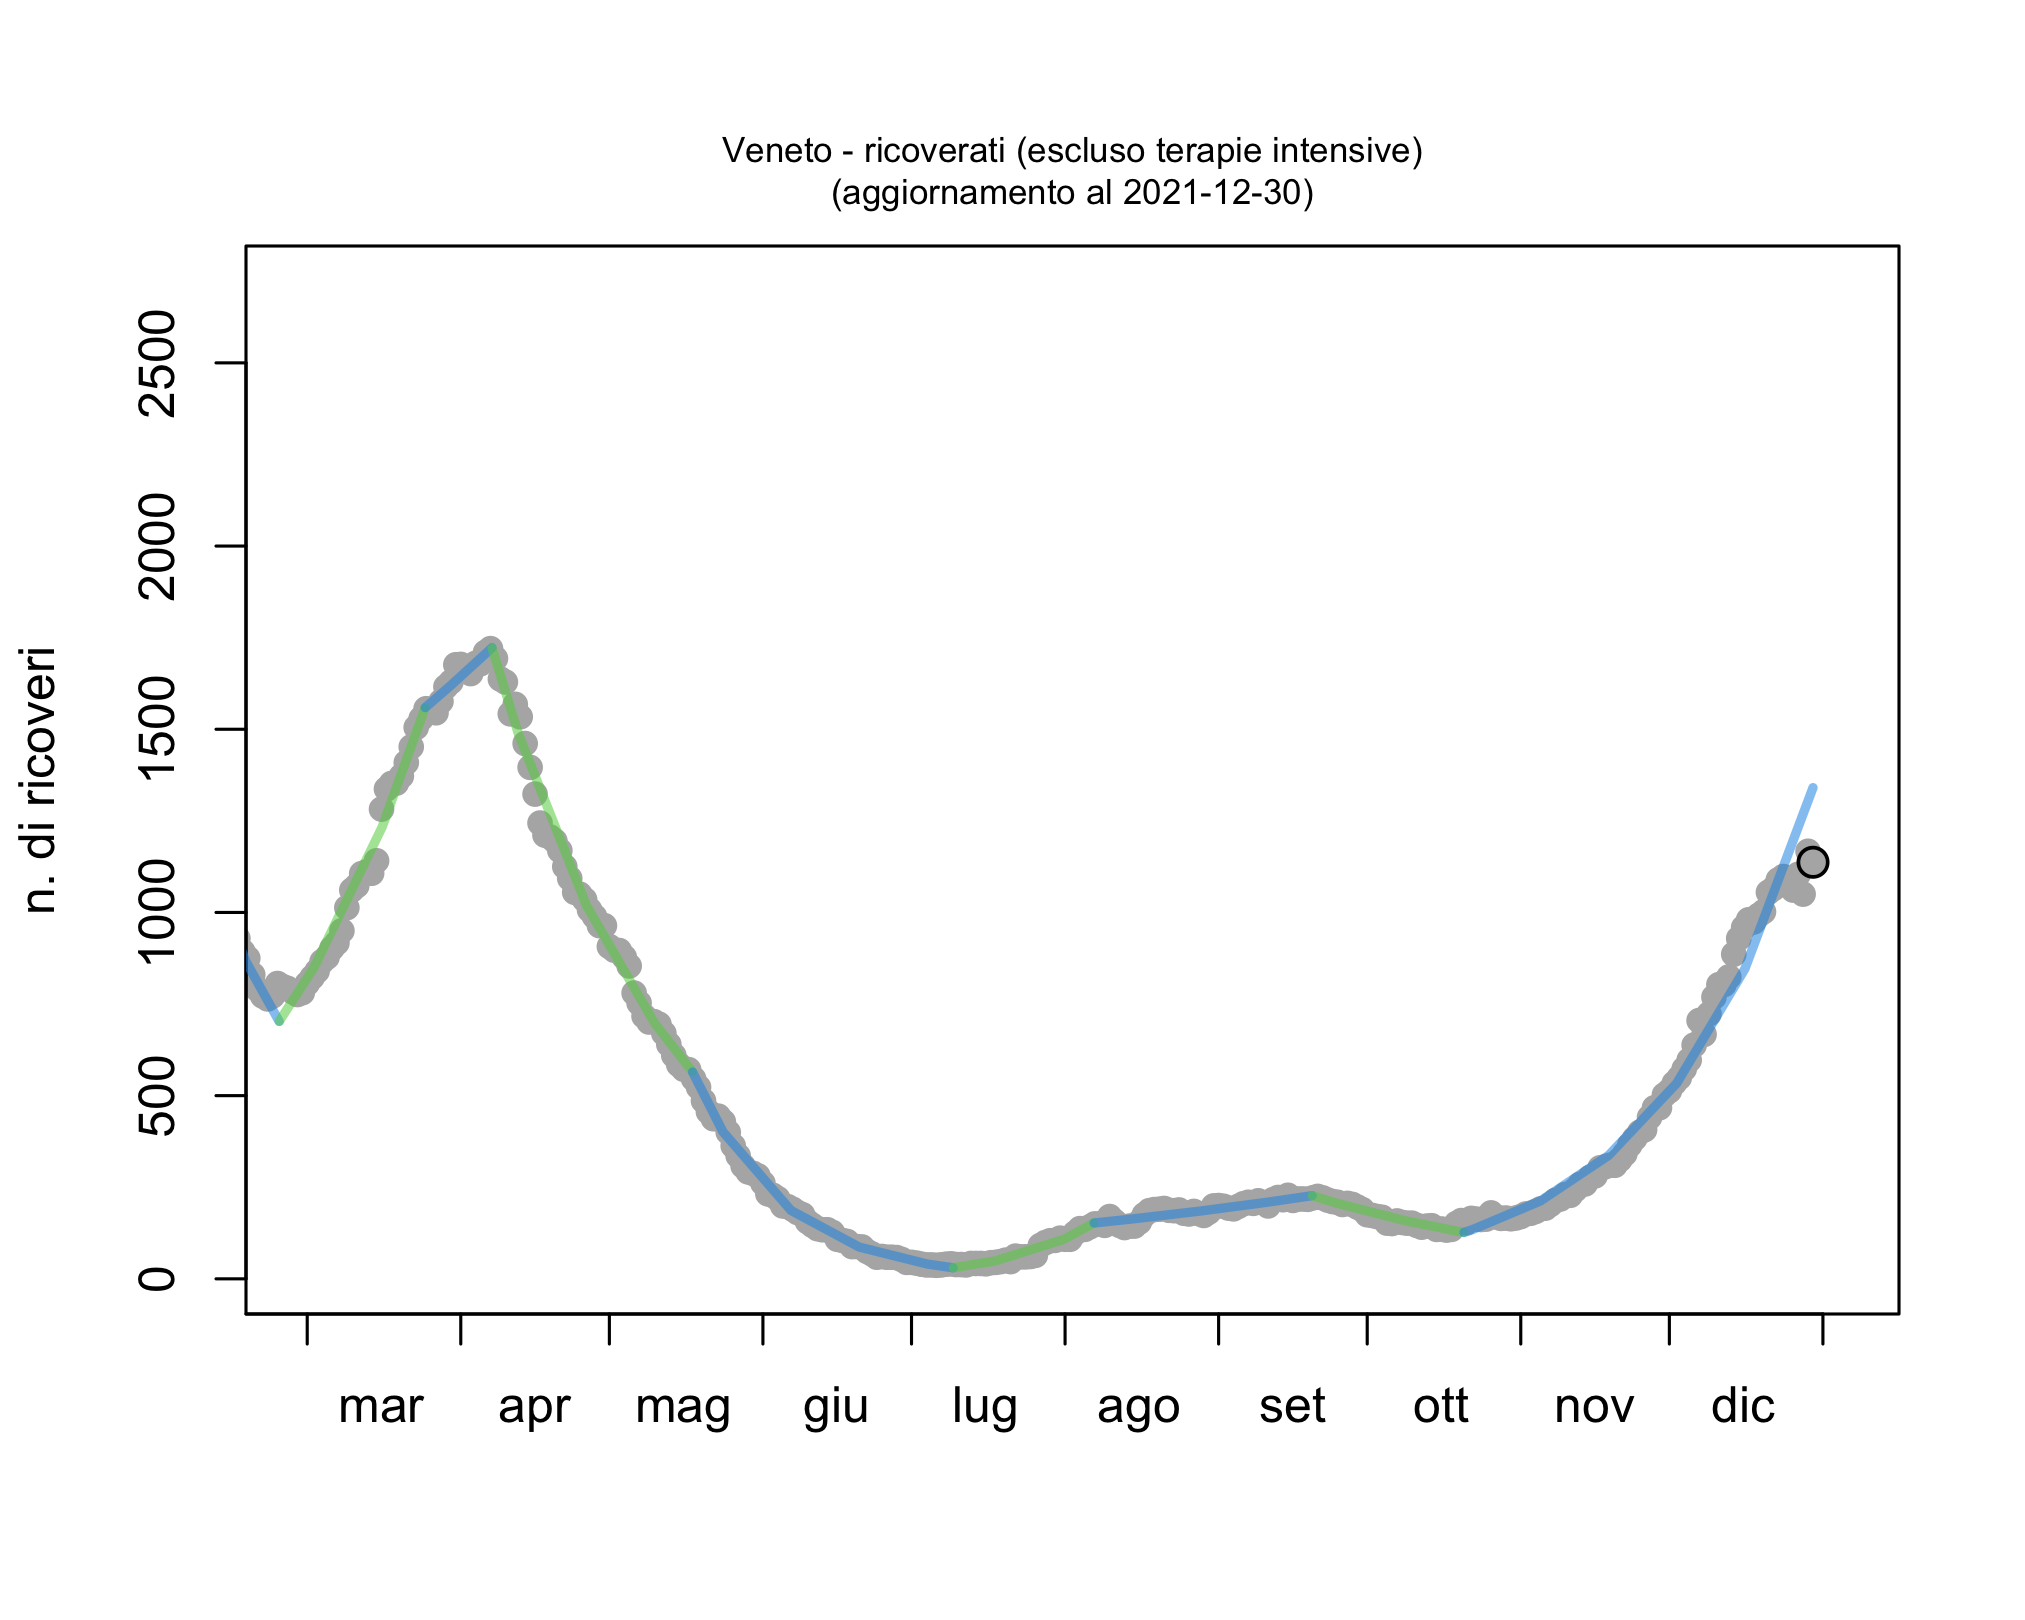 Veneto - ricoverati (escluso terapie intensive)
(aggiornamento al 2021-12-30)
n. di ricoveri
2500
2000
1500
1000
500
0
mar apr mag giu lug ago set ott nov dic